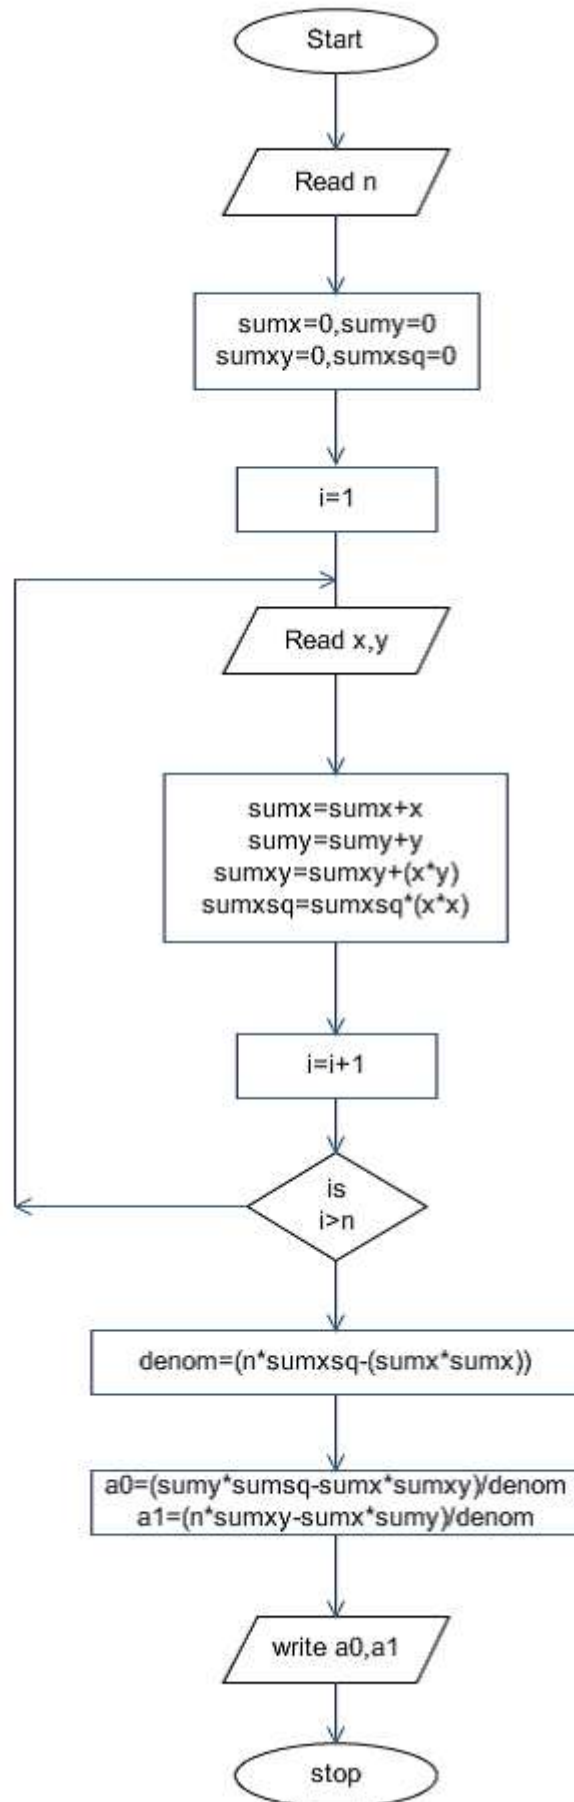 Start
Read n
sumx=0,sumy=0
sumxy=0,sumxsq=0
i=1
Read x,y
sumx=sumx+x
sumy=sumy+y
sumxy=sumxy+(x*y)
sumxsq=sumxsq*(x*x)
i=i+1
is
i>n
denom=(n*sumxsq-(sumx*sumx))
a0=(sumy*sumsq-sumx*sumxy)/denom
a1=(n*sumxy-sumx*sumy)/denom
write a0,a1
stop